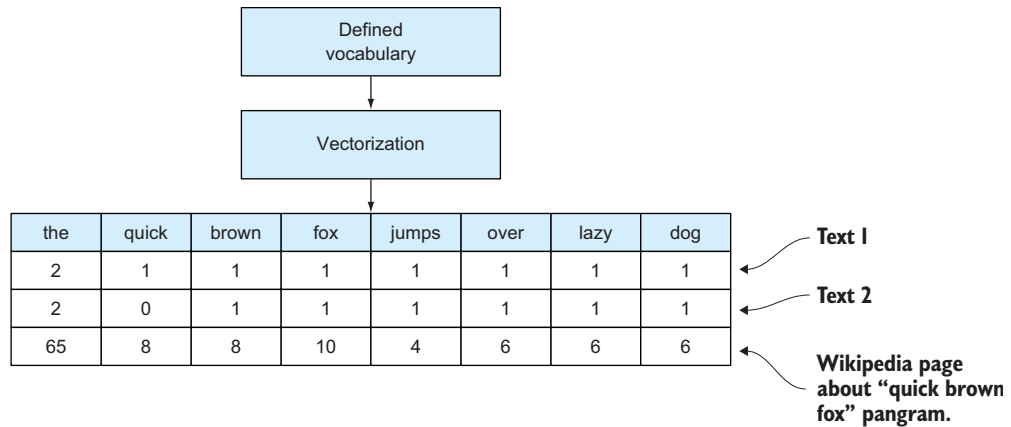 Defined
vocabulary
Vectorization
the quick brown fox jumps over lazy dog
Text 1
2 1 1 1 1 1 1 1
Text 2
2 0 1 1 1 1 1 1
65 8 8 10 4 6 6 6
Wikipedia page
about “quick brown
fox” pangram.